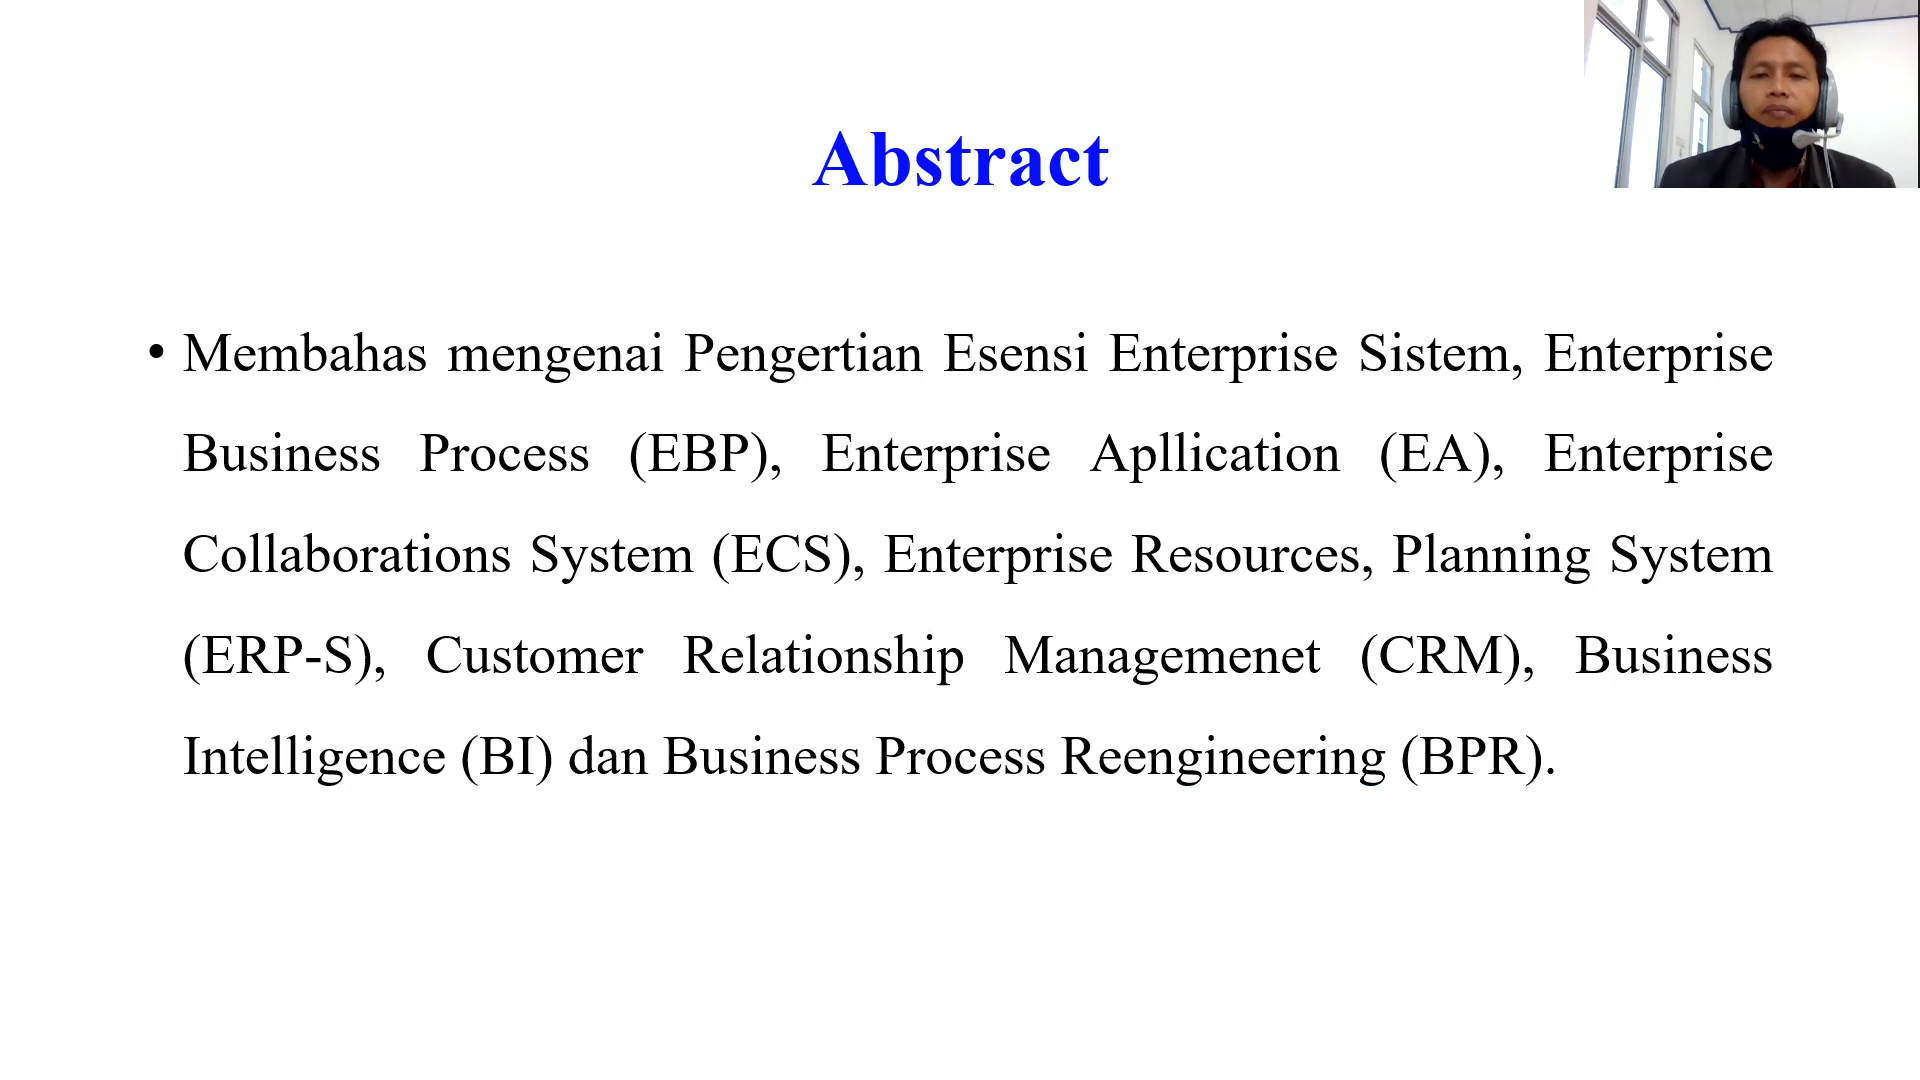 Abstract
• Membahas mengenai Pengertian Esensi Enterprise Sistem, Enterprise
Business Process (EBP), Enterprise Apllication (EA), Enterprise
Collaborations System (ECS), Enterprise Resources, Planning System
(ERP-S), Customer Relationship Managemenet (CRM), Business
Intelligence (BI) dan Business Process Reengineering (BPR).